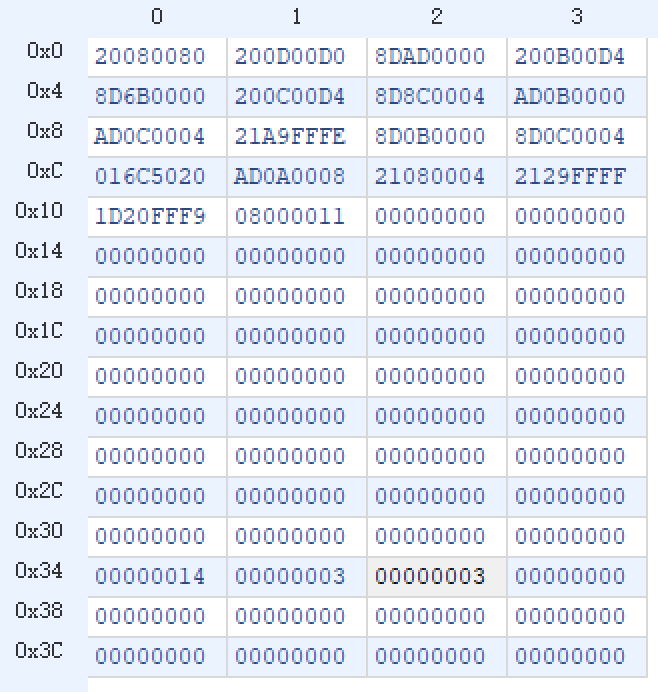 0 1 2 3
0x0 20080080 200D00D0 8DAD0000 200B00D4
0x4 8D6B0000 200C00D4 8D8C0004 AD0B0000
0x8 AD0C0004 21A9FFFE 8D0B0000 8D0C0004
0xC 016C5020 AD0A0008 21080004 2129FFFF
0x10 1D20FFF9 08000011 00000000 00000000
0x14 00000000 00000000 00000000 00000000
0x18 00000000 00000000 00000000 00000000
0x1C 00000000 00000000 00000000 00000000
0x20 00000000 00000000 00000000 00000000
0x24 00000000 00000000 00000000 00000000
0x28 00000000 00000000 00000000 00000000
0x2C 00000000 00000000 00000000 00000000
0x30 00000000 00000000 00000000 00000000
0x34 00000014 00000003 00000003 00000000
0x38 00000000 00000000 00000000 00000000
0x3C 00000000 00000000 00000000 00000000